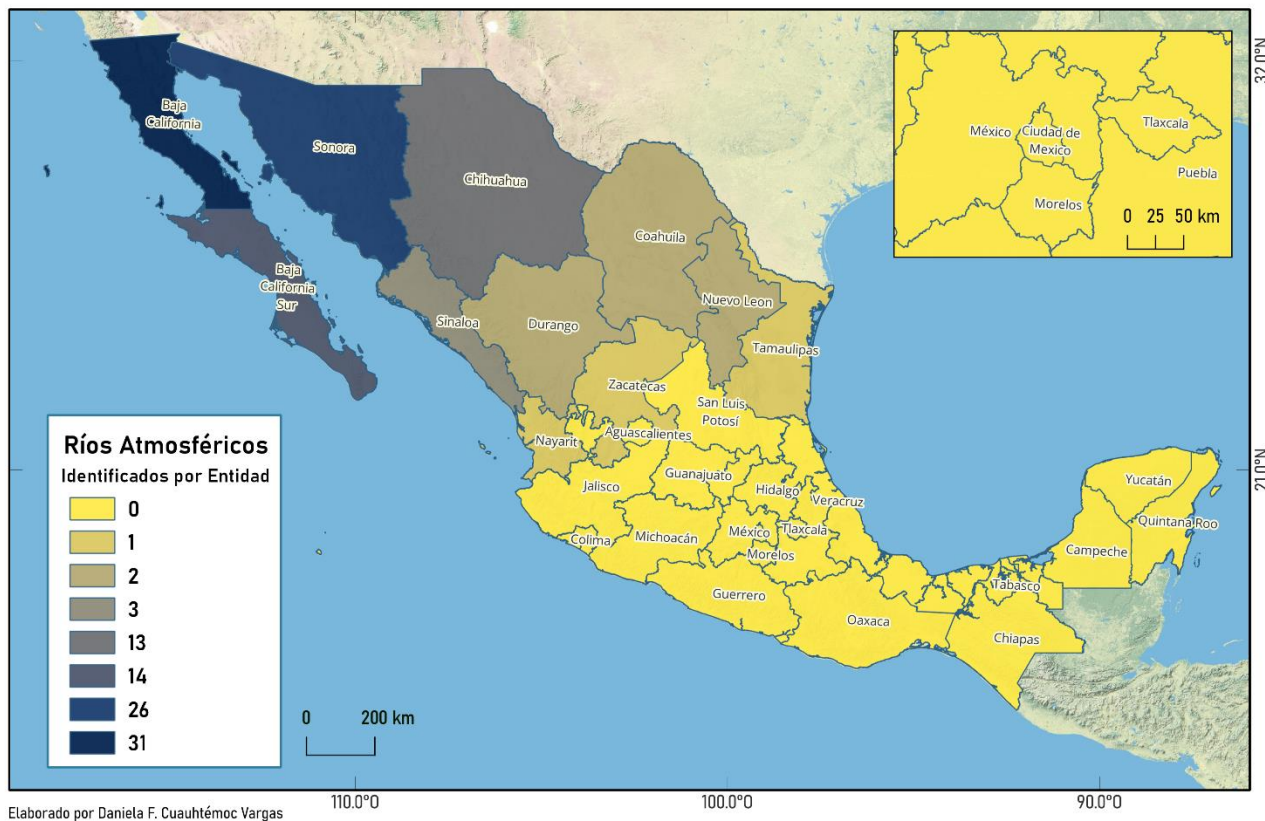 32.0°N
21.0°N
Baja
California
Sonora
Chihuahua
Coahuila
Baja
California
Sur
Sinaloa
Durango
Nuevo Leon
Tamaulipas
Zacatecas
San Luis
Potosí
Nayarit
Aguascalientes
Jalisco
Guanajuato
Hidalgo
Veracruz
Colima
Michoacán
México
Tlaxcala
Morelos
Guerrero
Oaxaca
Tabasco
Chiapas
Campeche
Yucatán
Quintana Roo
México
Ciudad de
Mexico
Tlaxcala
Puebla
Morelos
0 25 50 km
Ríos Atmosféricos
Identificados por Entidad
0
1
2
3
13
14
26
31
0 200 km
110.0°O
100.0°O
90.0°O
Elaborado por Daniela F. Cuauhtémoc Vargas